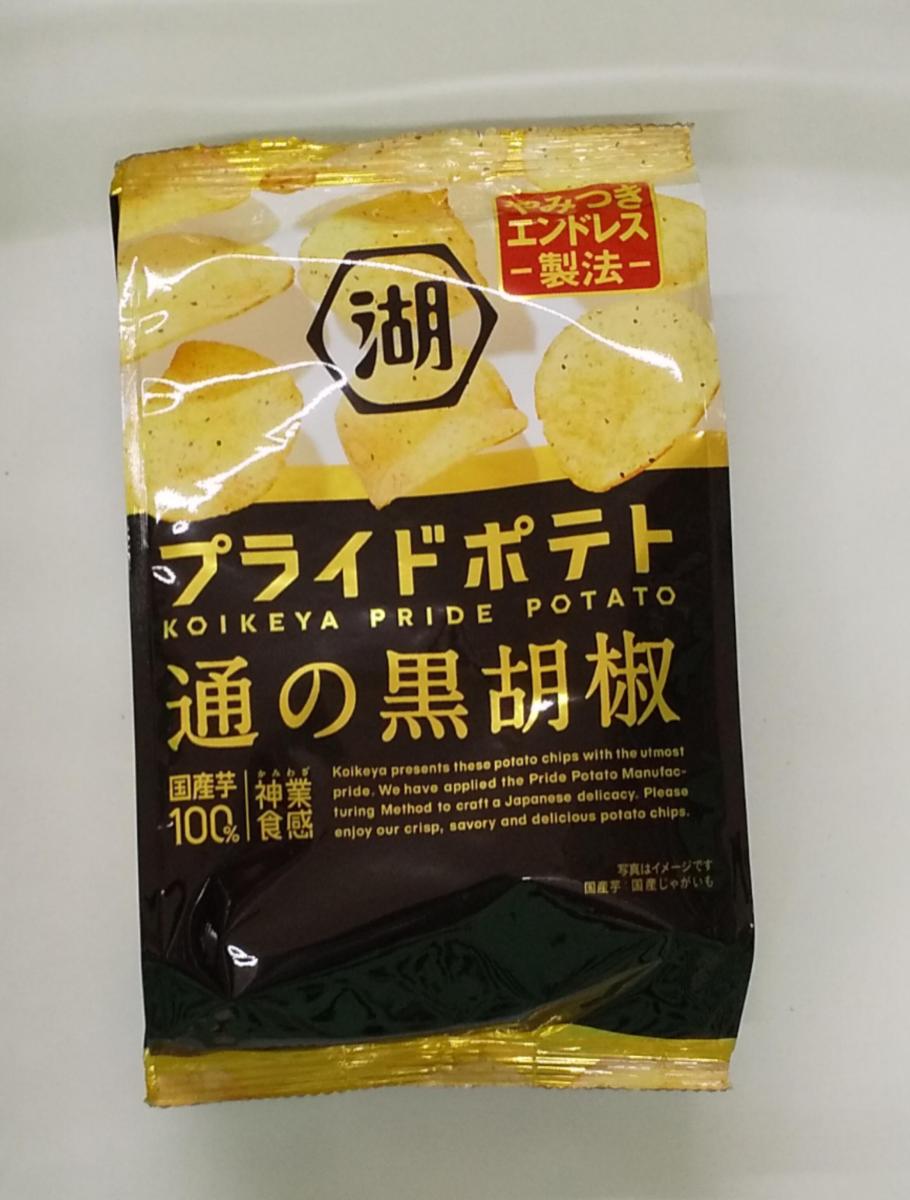 やみつき
エンドレス
-製法-
湖
プライドポテト
KOIKEYA PRIDE POTATO
通の黒胡椒
国産芋
100%
かみわざ
神業
食感
Koikeya presents these potato chips with the utmost
pride. We have applied the Pride Potato Manufac-
turing Method to craft a Japanese delicacy. Please
enjoy our crisp, savory and delicious potato chips.
写真はイメージです
国産芋:国産じゃがいも